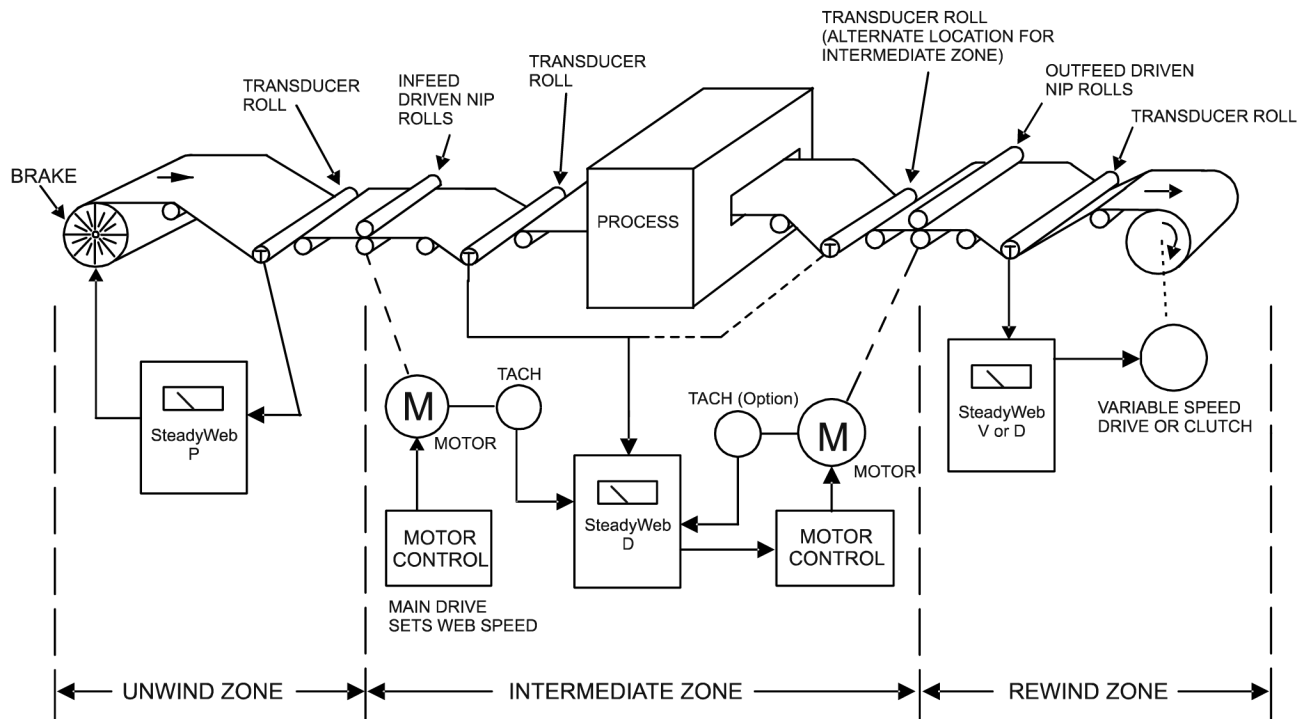 TRANSDUCER ROLL
(ALTERNATE LOCATION FOR
INTERMEDIATE ZONE)
TRANSDUCER
ROLL
INFEED
DRIVEN NIP
ROLLS
TRANSDUCER
ROLL
OUTFEED DRIVEN
NIP ROLLS
TRANSDUCER ROLL
BRAKE
PROCESS
T
T
T
T
SteadyWeb
P
M
MOTOR
TACH
MOTOR
CONTROL
MAIN DRIVE
SETS WEB SPEED
SteadyWeb
D
TACH (Option)
M
MOTOR
MOTOR
CONTROL
SteadyWeb
V or D
VARIABLE SPEED
DRIVE OR CLUTCH
UNWIND ZONE
INTERMEDIATE ZONE
REWIND ZONE